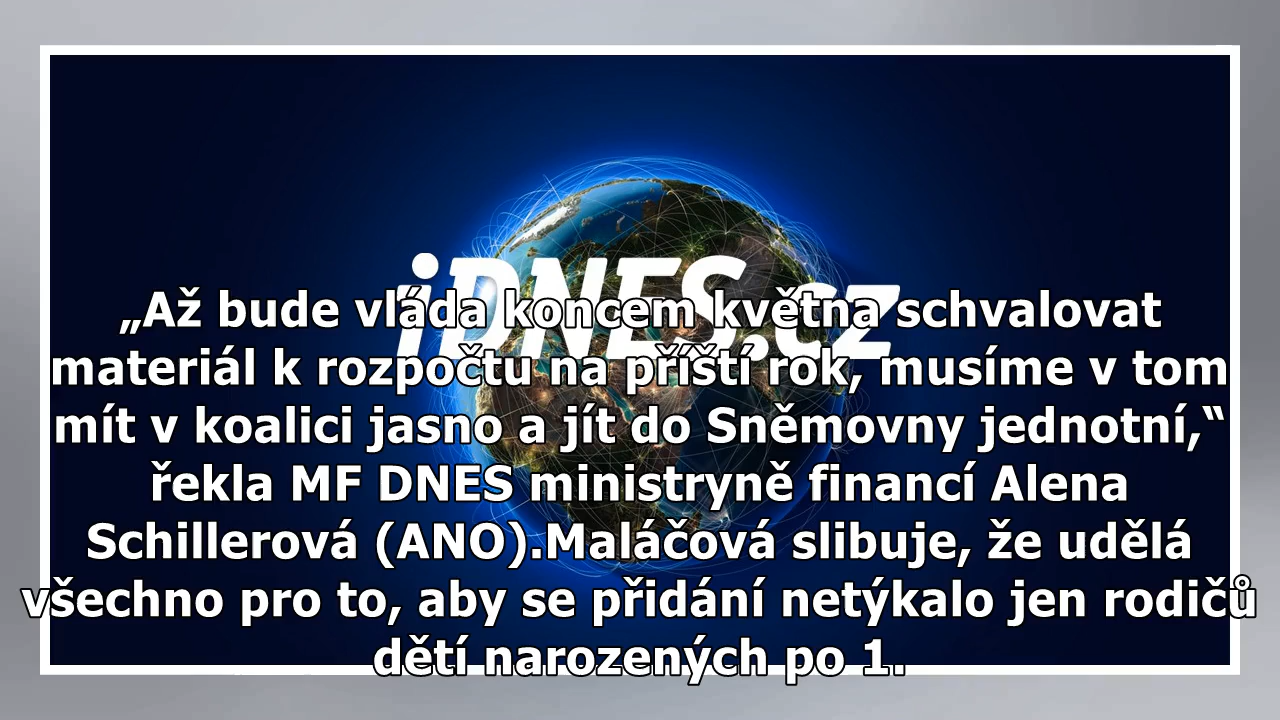 iDNES.cz
„Až bude vláda koncem května schvalovat
materiál k rozpočtu na příští rok, musíme v tom
mít v koalici jasno a jít do Sněmovny jednotní,“
řekla MF DNES ministryně financí Alena
Schillerová (ANO).Maláčová slibuje, že udělá
všechno pro to, aby se přidání netýkalo jen rodičů
dětí narozených po 1.